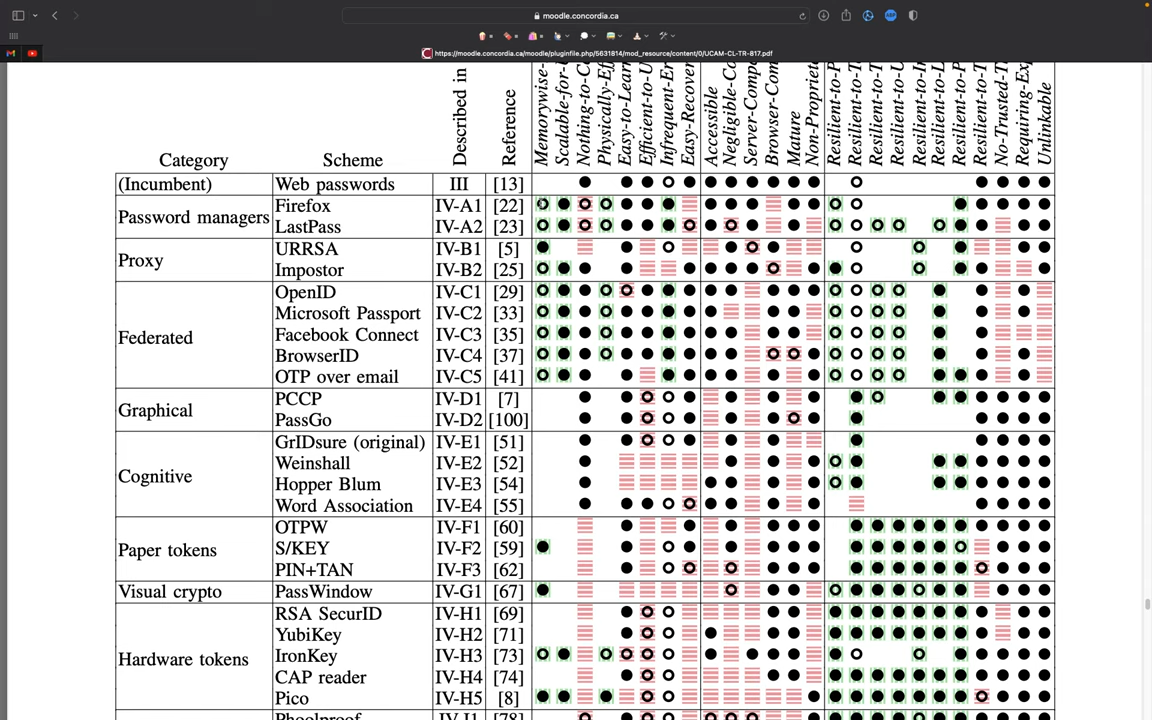 moodle.concordia.ca
https://moodle.concordia.ca/moodle/pluginfile.php/5631814/mod_resource/content/0/UCAM-CL-TR-817.pdf
Category Scheme Described in Reference Memorywise- Scalable-for- Nothing-to-C Physically-Ef Easy-to-Learn Efficient-to-U Infrequent-Er Easy-Recover Accessible Negligible-Co Server-Comp Browser-Com Mature Non-Propriet Resilient-to-P Resilient-to-T Resilient-to-T Resilient-to-U Resilient-to-In Resilient-to-L Resilient-to-P Resilient-to-T No-Trusted-T Requiring-Exp Unlinkable
(Incumbent) Web passwords III [13]
Password managers Firefox IV-A1 [22]
LastPass IV-A2 [23]
Proxy URRSA IV-B1 [5]
Impostor IV-B2 [25]
Federated OpenID IV-C1 [29]
Microsoft Passport IV-C2 [33]
Facebook Connect IV-C3 [35]
BrowserID IV-C4 [37]
OTP over email IV-C5 [41]
Graphical PCCP IV-D1 [7]
PassGo IV-D2 [100]
Cognitive GrIDsure (original) IV-E1 [51]
Weinshall IV-E2 [52]
Hopper Blum IV-E3 [54]
Word Association IV-E4 [55]
Paper tokens OTPW IV-F1 [60]
S/KEY IV-F2 [59]
PIN+TAN IV-F3 [62]
Visual crypto PassWindow IV-G1 [67]
Hardware tokens RSA SecurID IV-H1 [69]
YubiKey IV-H2 [71]
IronKey IV-H3 [73]
CAP reader IV-H4 [74]
Pico IV-H5 [8]
Phoolproof IV-I1 [78]